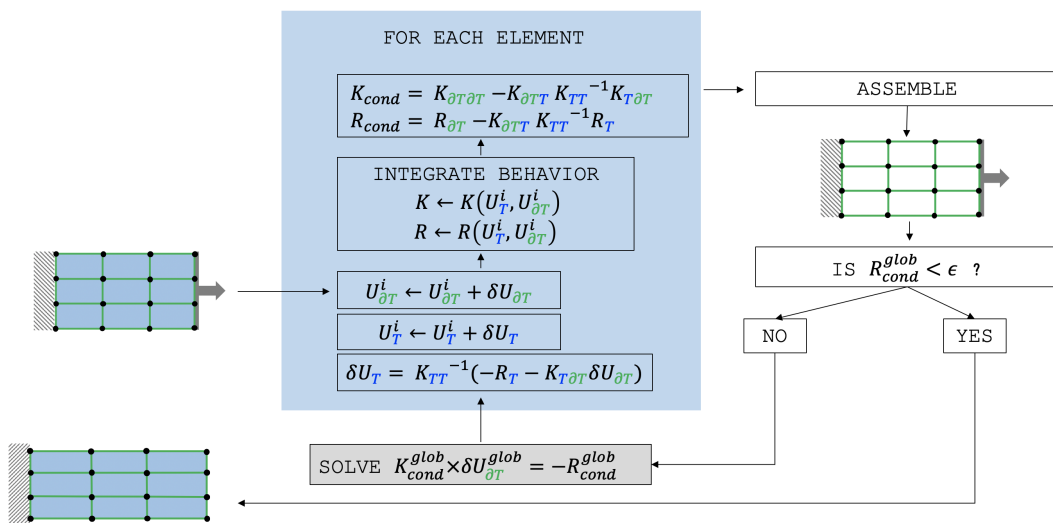 FOR EACH ELEMENT
K_cond = K_∂T∂T − K_∂TT K_TT⁻¹ K_T∂T
R_cond = R_∂T − K_∂TT K_TT⁻¹ R_T
INTEGRATE BEHAVIOR
K ← K(U_T^i, U_∂T^i)
R ← R(U_T^i, U_∂T^i)
U_∂T^i ← U_∂T^i + δU_∂T
U_T^i ← U_T^i + δU_T
δU_T = K_TT⁻¹(−R_T − K_T∂T δU_∂T)
SOLVE K_cond^glob × δU_∂T^glob = −R_cond^glob
ASSEMBLE
IS R_cond^glob < ϵ ?
NO
YES